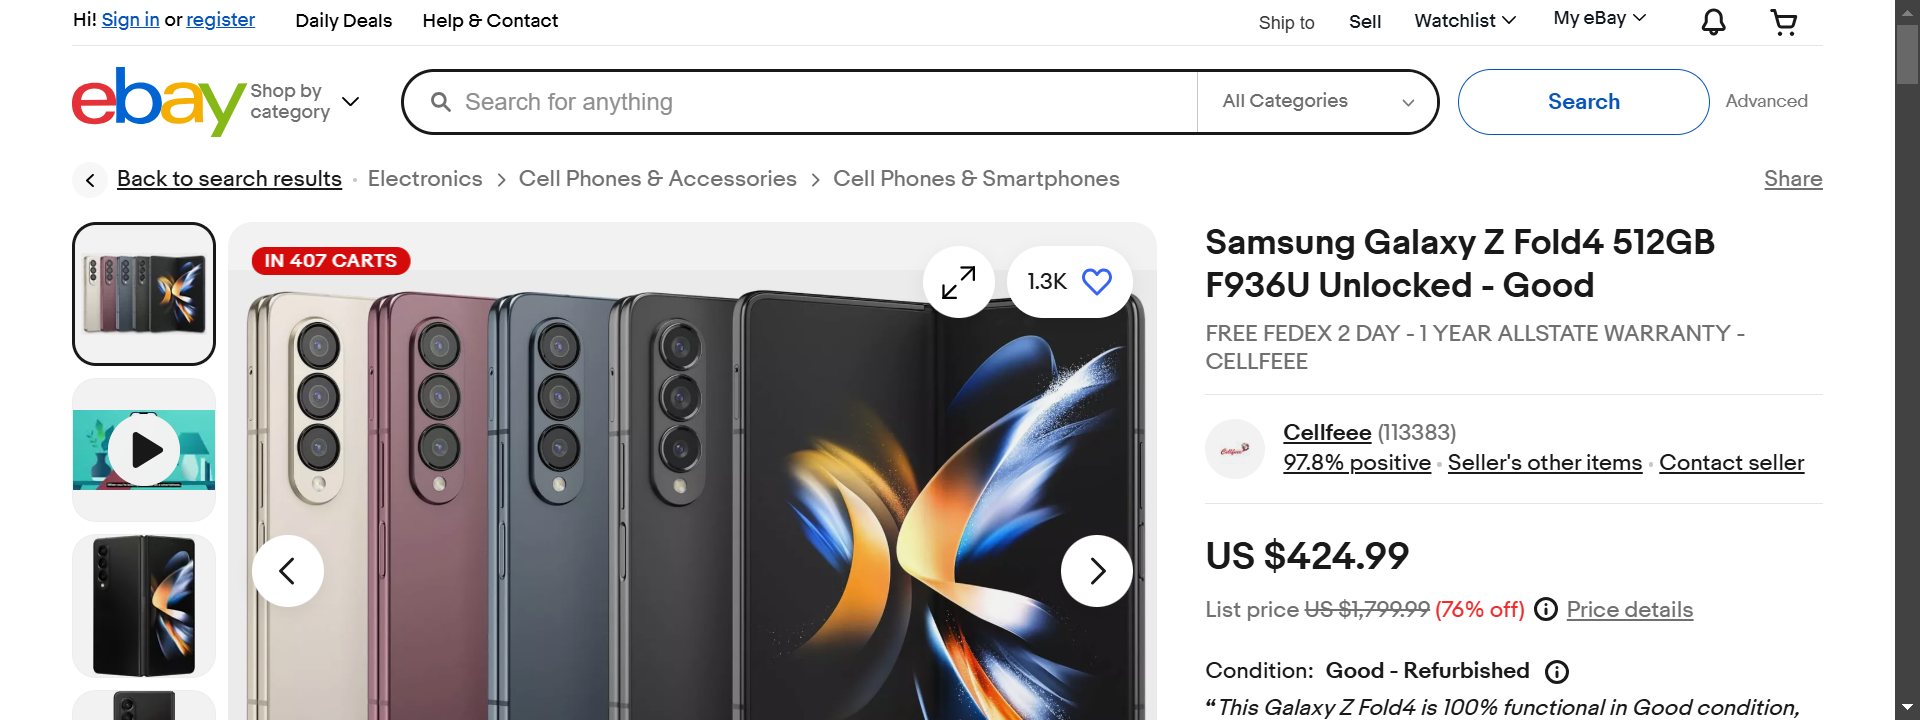 Hi! Sign in or register Daily Deals Help & Contact Ship to Sell Watchlist My eBay
ebay Shop by category Search for anything All Categories Search Advanced
Back to search results Electronics Cell Phones & Accessories Cell Phones & Smartphones Share
IN 407 CARTS
1.3K
Samsung Galaxy Z Fold4 512GB
F936U Unlocked - Good
FREE FEDEX 2 DAY - 1 YEAR ALLSTATE WARRANTY -
CELLFEEE
Cellfeee
Cellfeee (113383)
97.8% positive Seller's other items Contact seller
US $424.99
List price US $1,799.99 (76% off) Price details
Condition: Good - Refurbished
“This Galaxy Z Fold4 is 100% functional in Good condition,